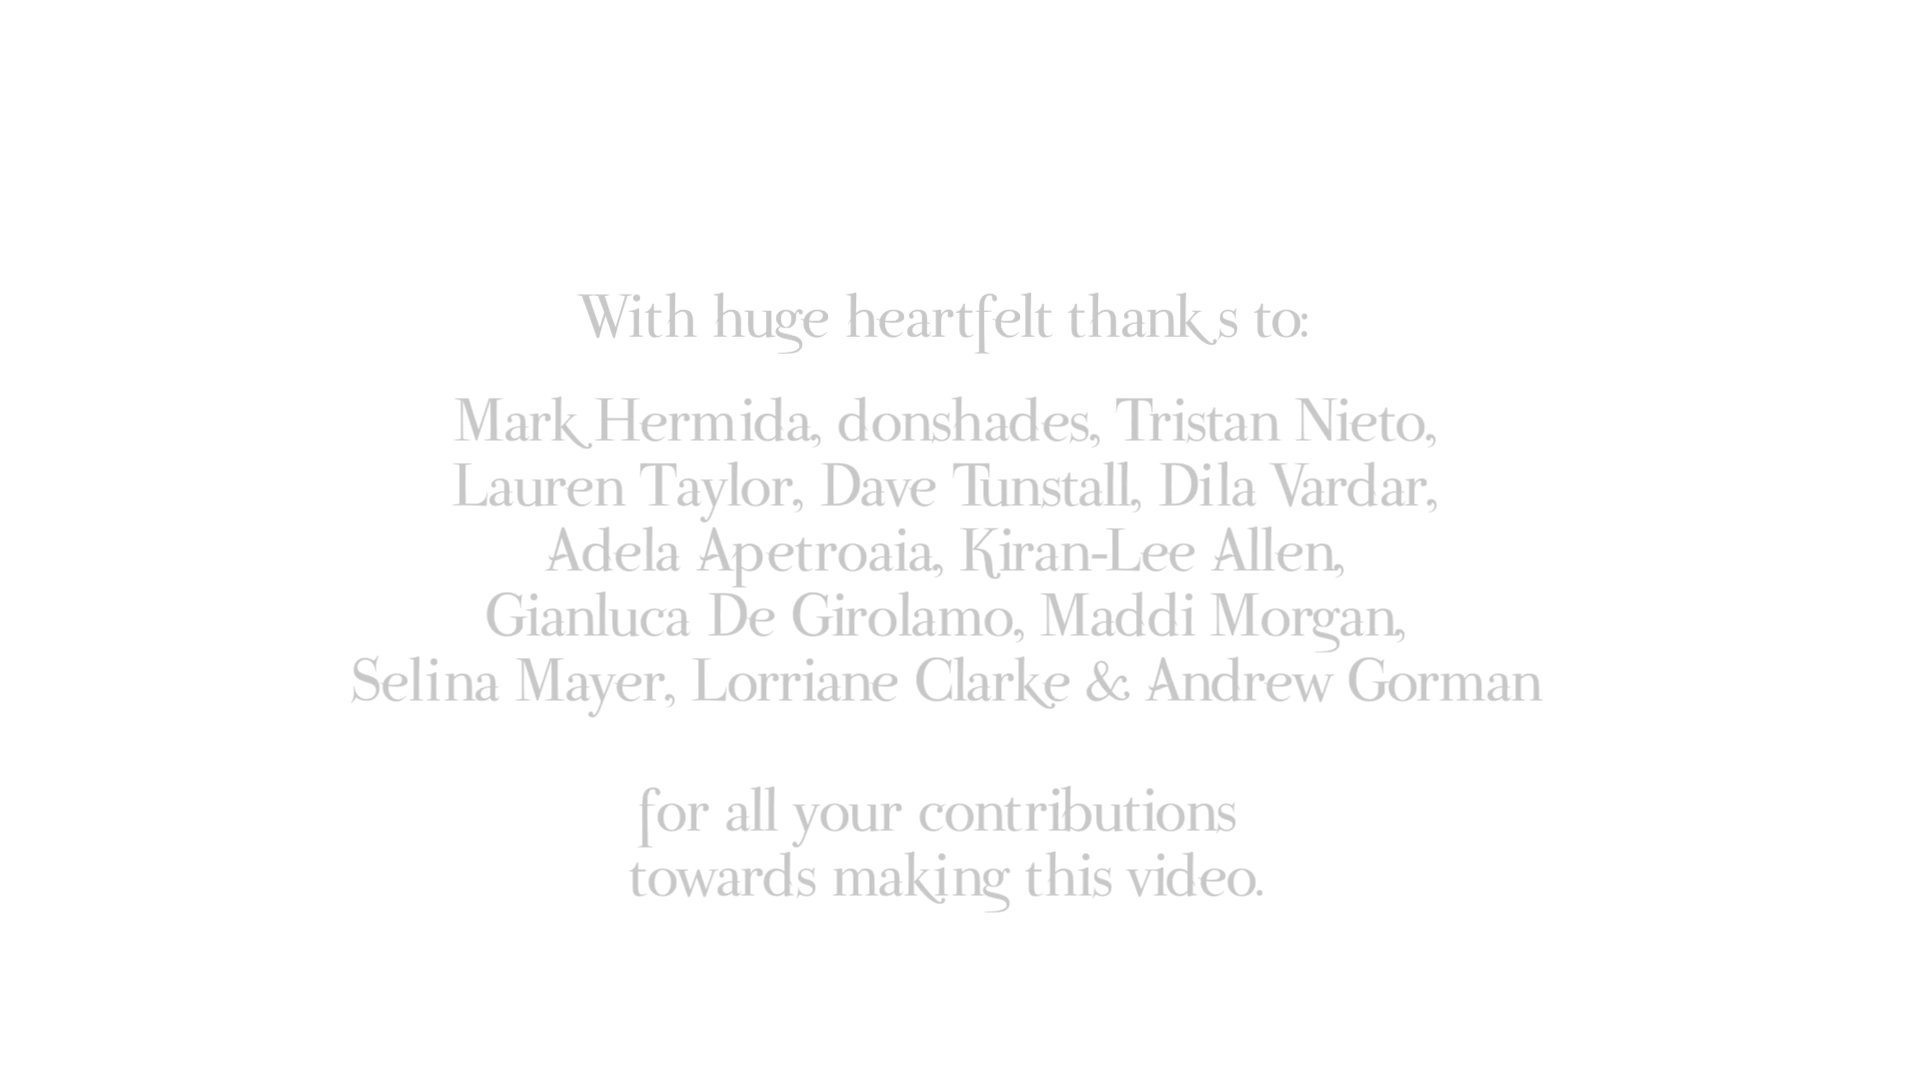 With huge heartfelt thanks to:
Mark Hermida, donshades, Tristan Nieto,
Lauren Taylor, Dave Tunstall, Dila Vardar,
Adela Apetroaia, Kiran-Lee Allen,
Gianluca De Girolamo, Maddi Morgan,
Selina Mayer, Lorriane Clarke & Andrew Gorman
for all your contributions
towards making this video.